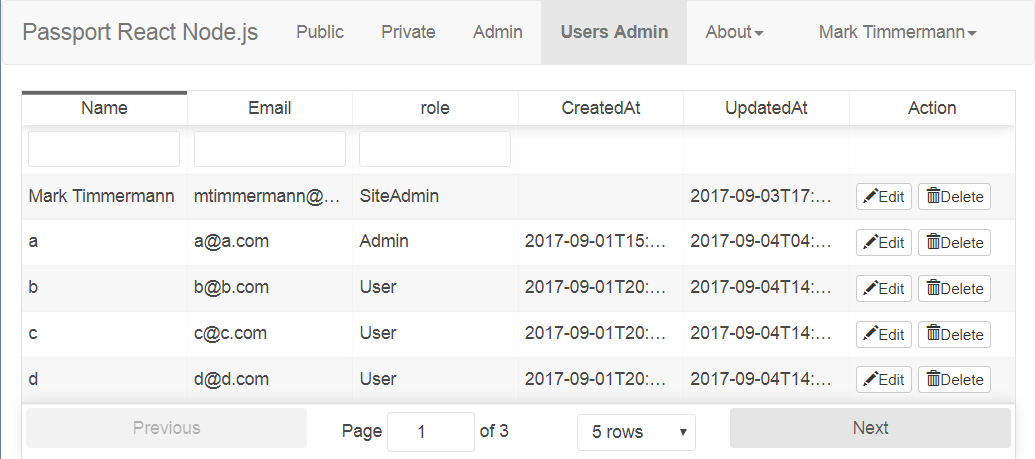 Passport React Node.js Public Private Admin Users Admin About Mark Timmermann
Name Email role CreatedAt UpdatedAt Action
Mark Timmermann mtimmermann@... SiteAdmin 2017-09-03T17:... Edit Delete
a a@a.com Admin 2017-09-01T15:... 2017-09-04T04:... Edit Delete
b b@b.com User 2017-09-01T20:... 2017-09-04T14:... Edit Delete
c c@c.com User 2017-09-01T20:... 2017-09-04T14:... Edit Delete
d d@d.com User 2017-09-01T20:... 2017-09-04T14:... Edit Delete
Previous Page 1 of 3 5 rows Next